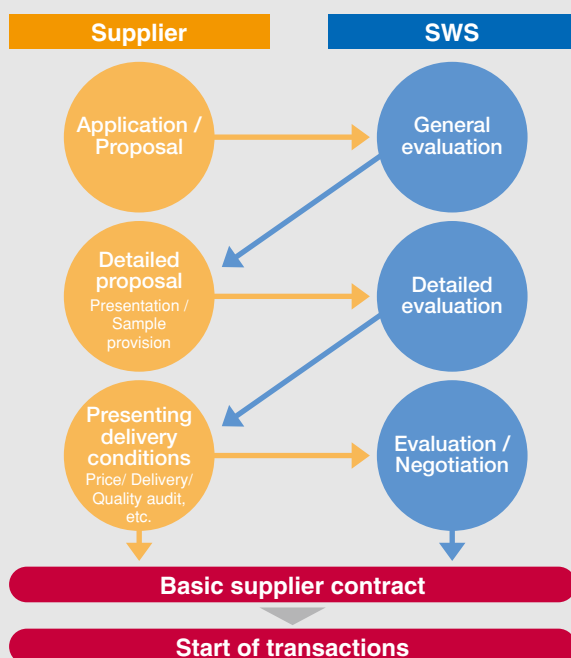 Supplier
SWS
Application /
Proposal
General
evaluation
Detailed
proposal
Presentation /
Sample
provision
Detailed
evaluation
Presenting
delivery
conditions
Price/ Delivery/
Quality audit,
etc.
Evaluation /
Negotiation
Basic supplier contract
Start of transactions